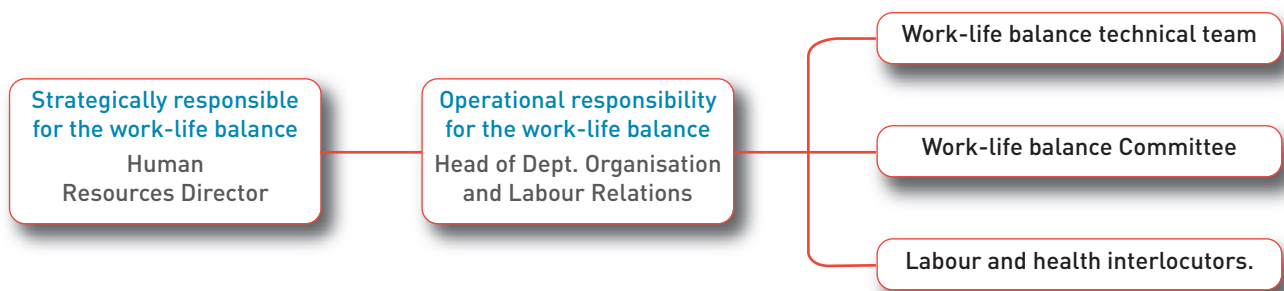 Strategically responsible
for the work-life balance
Human
Resources Director
Operational responsibility
for the work-life balance
Head of Dept. Organisation
and Labour Relations
Work-life balance technical team
Work-life balance Committee
Labour and health interlocutors.